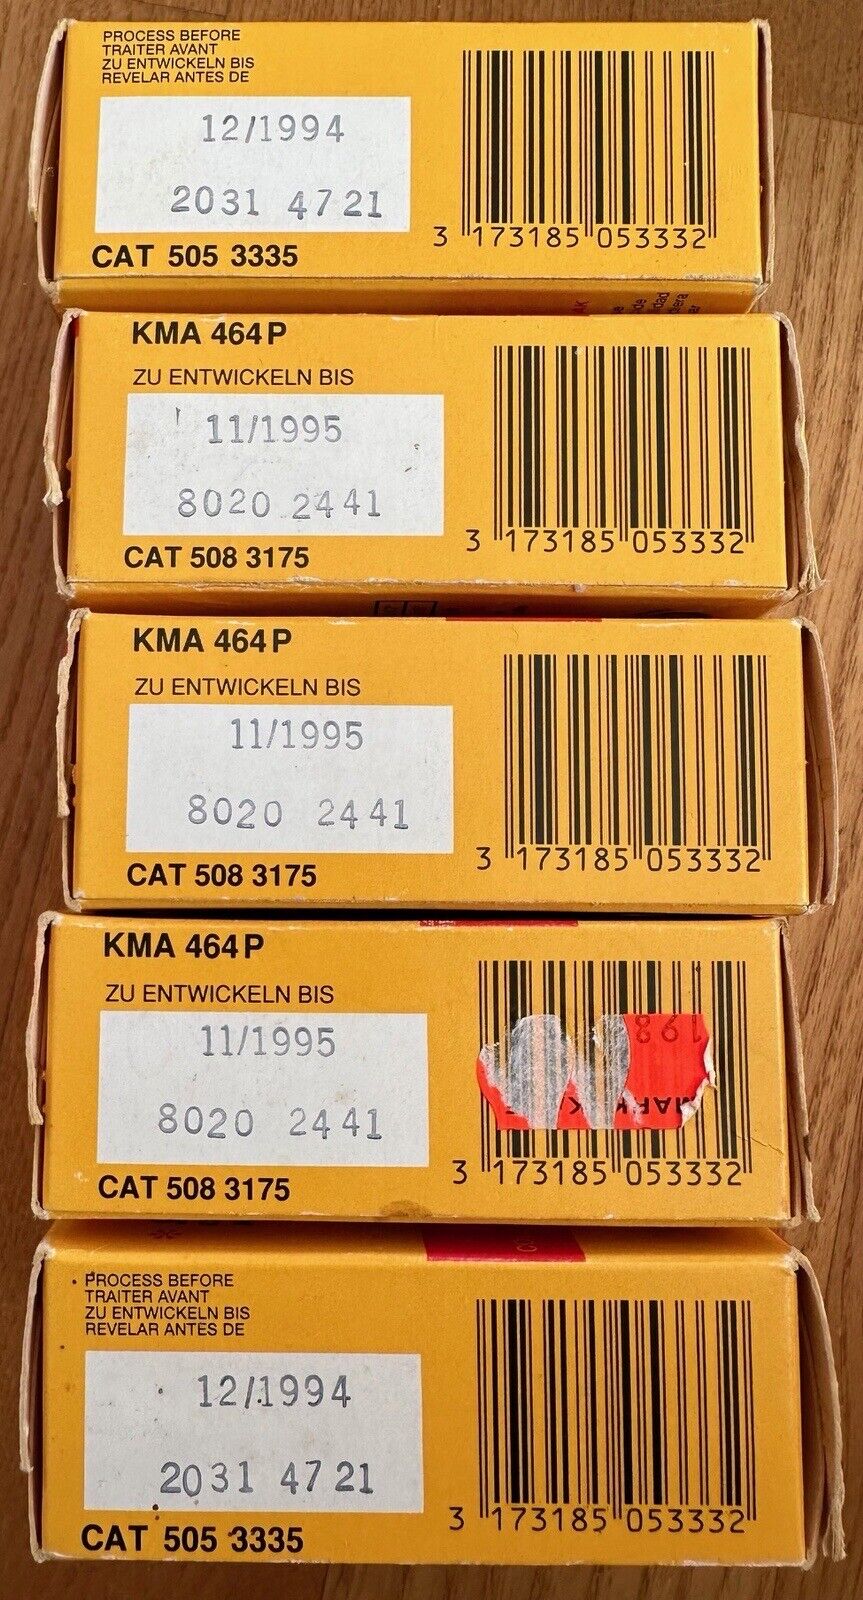 PROCESS BEFORE
TRAITER AVANT
ZU ENTWICKELN BIS
REVELAR ANTES DE
12/1994
2031 4721
CAT 505 3335
3 173185 053332
KMA 464P
ZU ENTWICKELN BIS
11/1995
8020 2441
CAT 508 3175
3 173185 053332
KMA 464P
ZU ENTWICKELN BIS
11/1995
8020 2441
CAT 508 3175
3 173185 053332
KMA 464P
ZU ENTWICKELN BIS
11/1995
8020 2441
CAT 508 3175
198
3 173185 053332
PROCESS BEFORE
TRAITER AVANT
ZU ENTWICKELN BIS
REVELAR ANTES DE
12/1994
2031 4721
CAT 505 3335
3 173185 053332